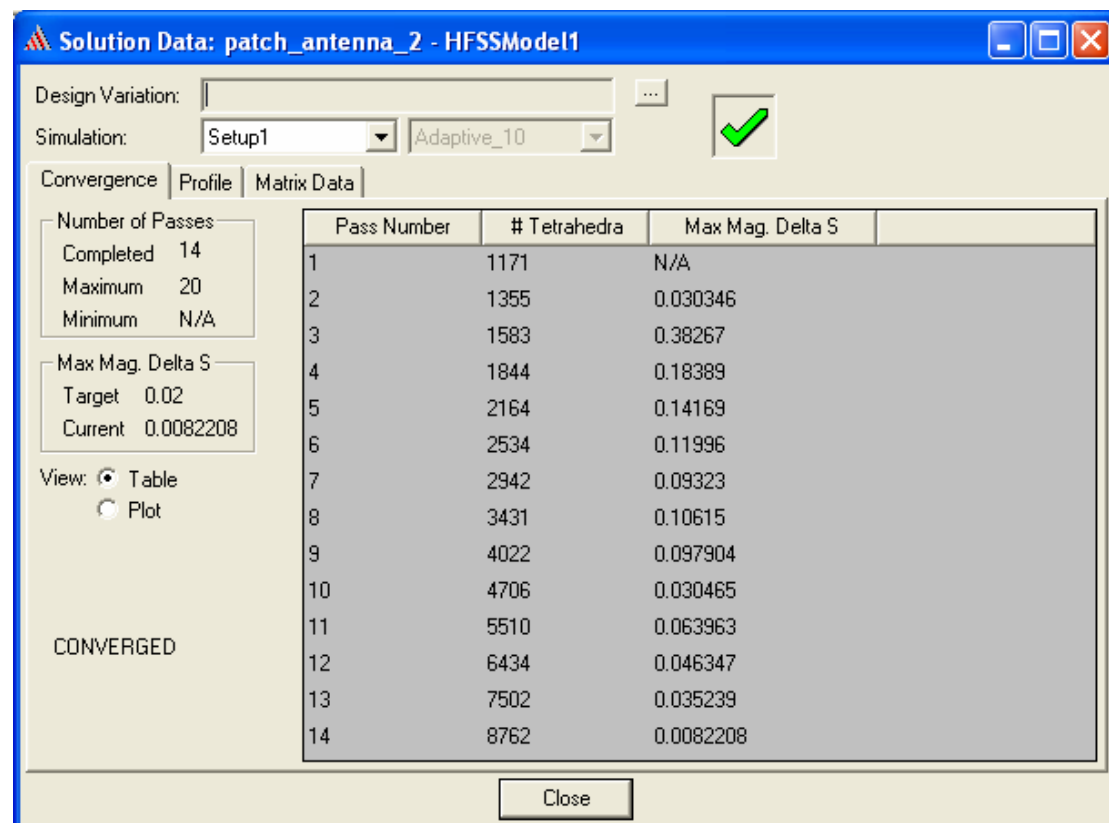 Solution Data: patch_antenna_2 - HFSSModel1
Design Variation: ...
Simulation: Setup1 Adaptive_10
Convergence Profile Matrix Data
Number of Passes
Completed 14
Maximum 20
Minimum N/A
Max Mag. Delta S
Target 0.02
Current 0.0082208
View: Table
Plot
CONVERGED
Pass Number # Tetrahedra Max Mag. Delta S
1 1171 N/A
2 1355 0.030346
3 1583 0.38267
4 1844 0.18389
5 2164 0.14169
6 2534 0.11996
7 2942 0.09323
8 3431 0.10615
9 4022 0.097904
10 4706 0.030465
11 5510 0.063963
12 6434 0.046347
13 7502 0.035239
14 8762 0.0082208
Close